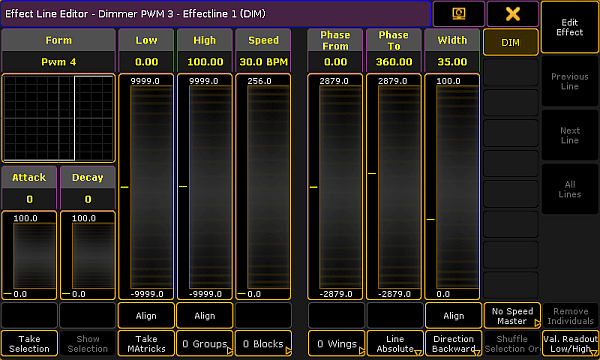 Effect Line Editor - Dimmer PWM 3 - Effectline 1 (DIM)
Edit Effect
Form
Low
High
Speed
Phase From
Phase To
Width
DIM
Pwm 4
0.00
100.00
30.0 BPM
0.00
360.00
35.00
9999.0
9999.0
256.0
2879.0
2879.0
100.0
Previous Line
Next Line
All Lines
Attack
Decay
0
0
100.0
100.0
0.0
0.0
-9999.0
-9999.0
0.0
-2879.0
-2879.0
0.0
Align
Align
Align
No Speed Master
Remove Individuals
Take Selection
Show Selection
Take MAtricks
0 Groups
0 Blocks
0 Wings
Line Absolute
Direction Backward
Shuffle Selection Or
Val. Readout Low/High